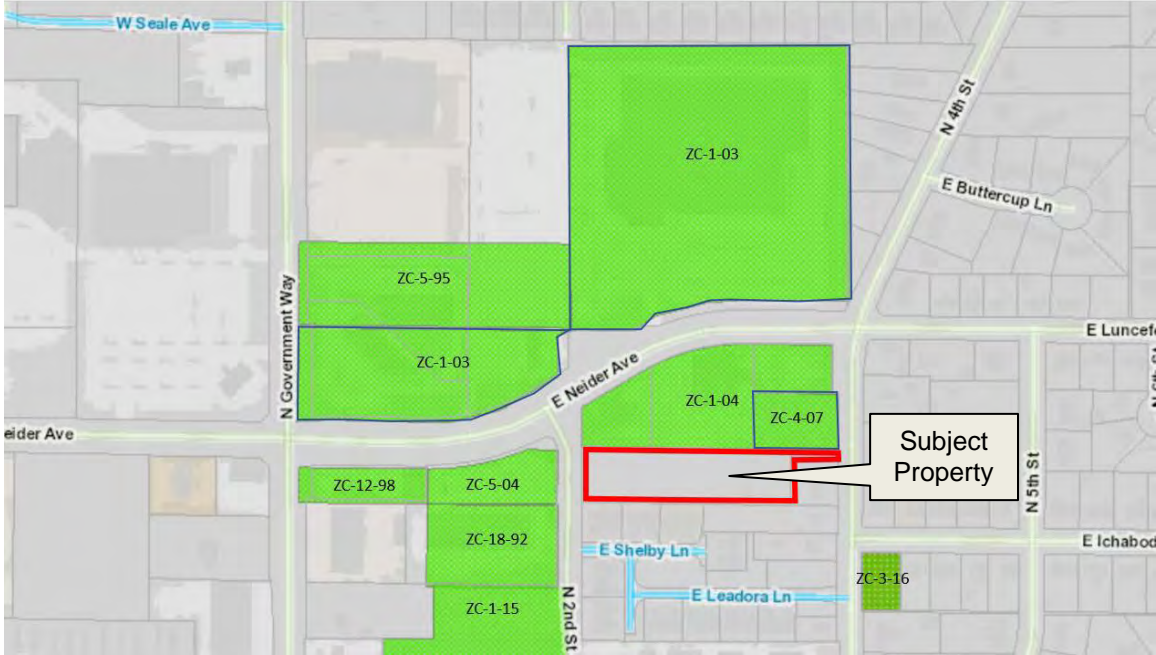 W Seale Ave
N 4th St
ZC-1-03
E Buttercup Ln
ZC-5-95
N Government Way
E Luncefo
ZC-1-03
E Neider Ave
ZC-1-04
ZC-4-07
eider Ave
Subject
Property
ZC-12-98
ZC-5-04
N 5th St
ZC-18-92
E Shelby Ln
E Ichabod
ZC-3-16
ZC-1-15
N 2nd St
E Leadora Ln